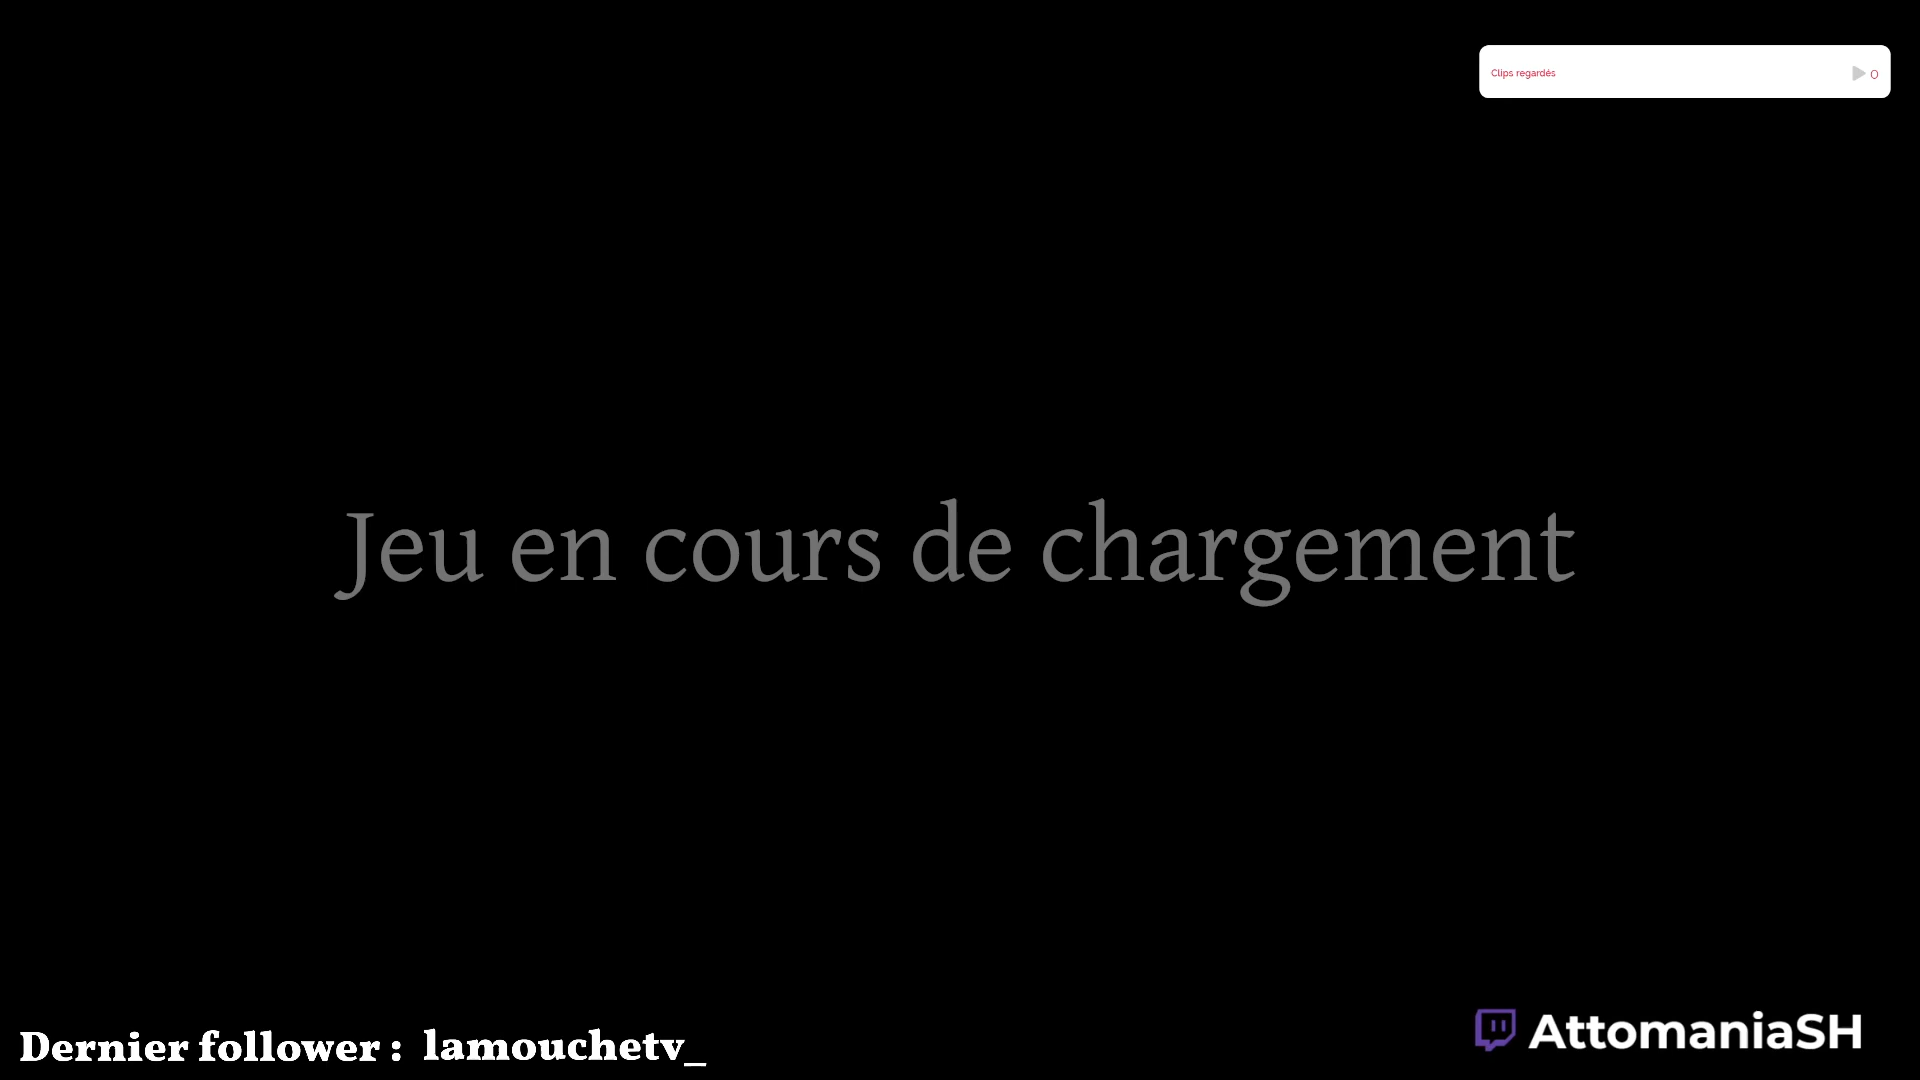 Clips regardés 0
Jeu en cours de chargement
Dernier follower : lamouchetv_
AttomaniaSH